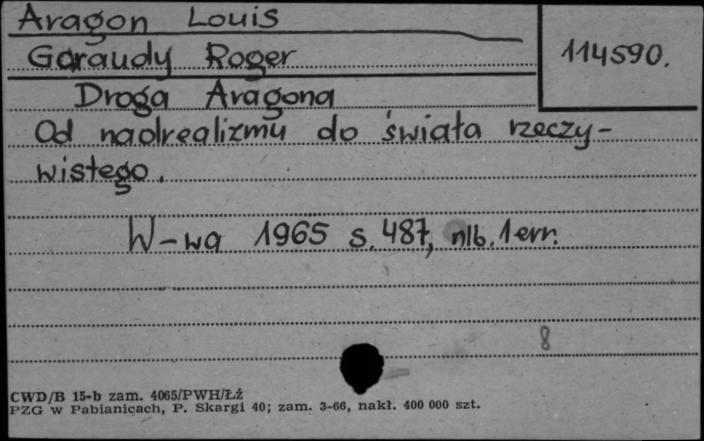 Aragon Louis
Garaudy Roger
114590.
Droga Aragona
Od nadrealizmu do świata rzeczy-
wistego.
W-wa 1965 s. 487, nlb. 1 err.
8
CWD/B 15-b zam. 4065/PWH/Łź
PZG w Pabianicach, P. Skargi 40; zam. 3-66, nakł. 400 000 szt.